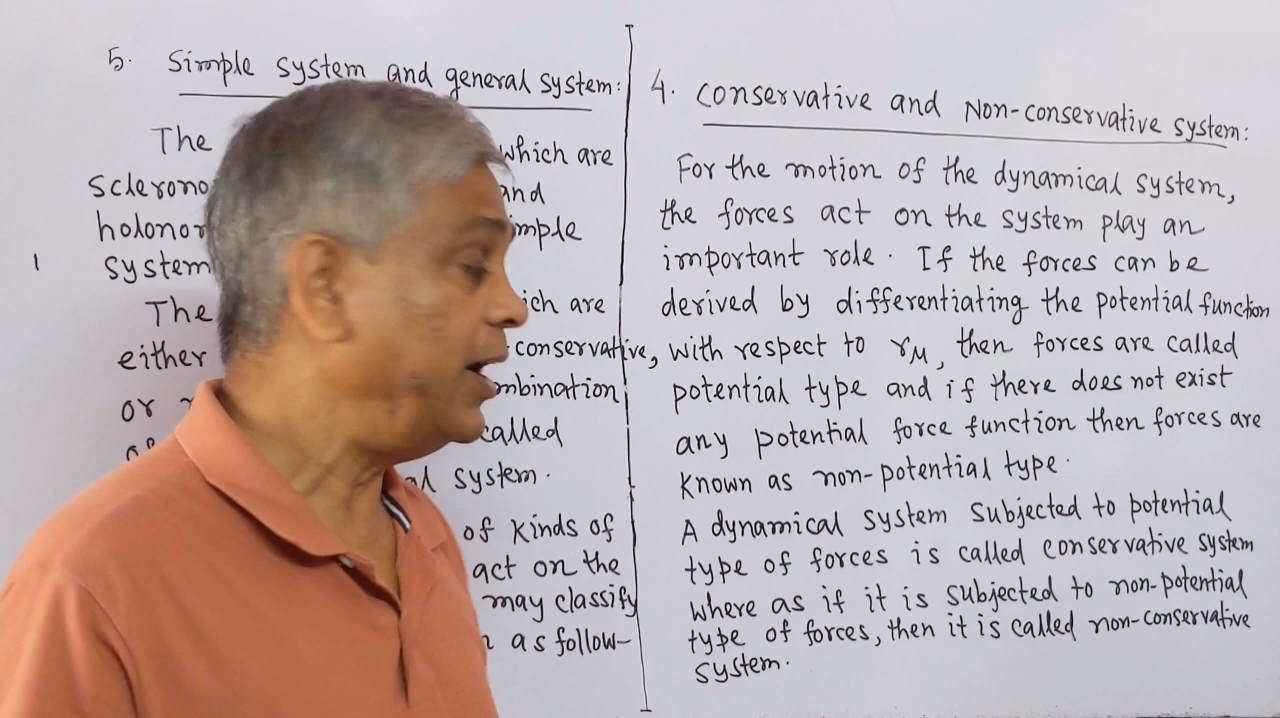 5. Simple system and general system:
The which are
sclerono and
holonor imple
system
The ich are
either conservative,
or mbination
of called
al system.
of kinds of
act on the
may classify
as follow-
4. Conservative and Non-conservative system:
For the motion of the dynamical system,
the forces act on the system play an
important role. If the forces can be
derived by differentiating the potential function
with respect to rμ, then forces are called
potential type and if there does not exist
any potential force function then forces are
known as non-potential type.
A dynamical system subjected to potential
type of forces is called conservative system
where as if it is subjected to non-potential
type of forces, then it is called non-conservative
system.